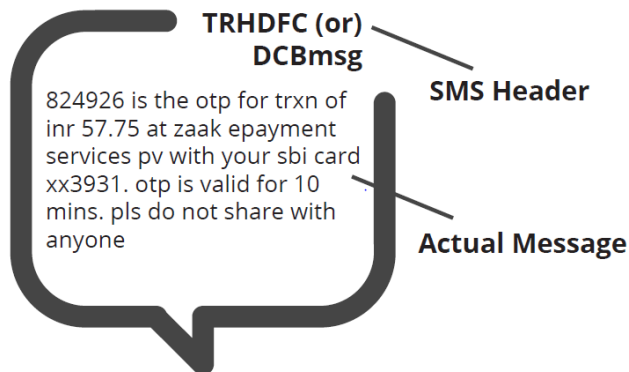 TRHDFC (or)
DCBmsg
SMS Header
824926 is the otp for trxn of
inr 57.75 at zaak epayment
services pv with your sbi card
xx3931. otp is valid for 10
mins. pls do not share with
anyone
Actual Message